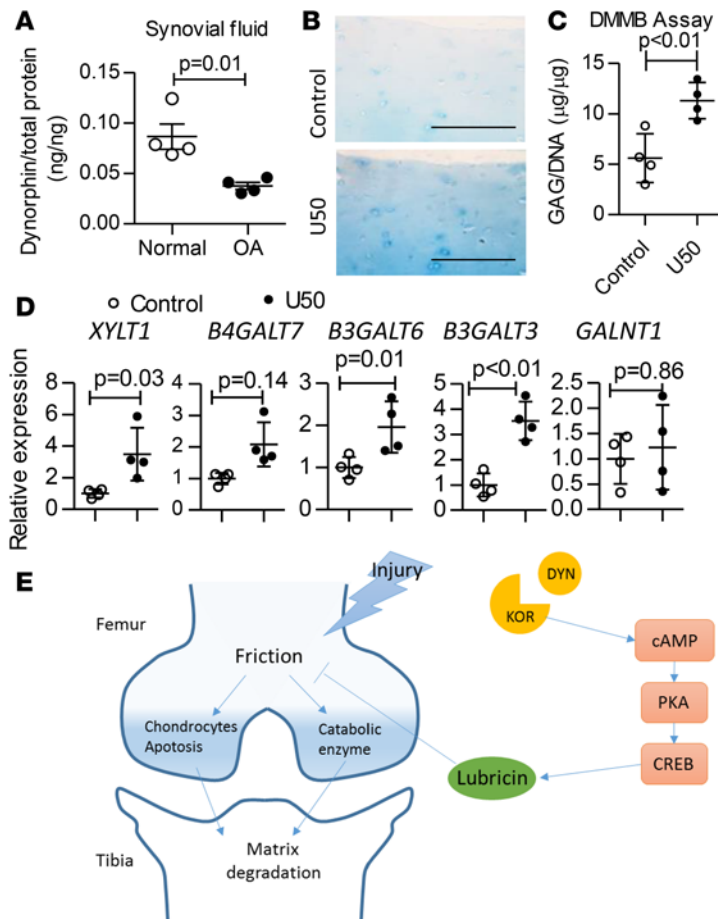 A
Synovial fluid
p=0.01
Dynorphin/total protein
(ng/ng)
0.15
0.10
0.05
0.00
Normal
OA
B
Control
U50
C
DMMB Assay
p<0.01
GAG/DNA (µg/µg)
15
10
5
0
Control
U50
D
Control
U50
Relative expression
XYLT1
p=0.03
8
6
4
2
0
B4GALT7
p=0.14
4
3
2
1
0
B3GALT6
p=0.01
3
2
1
0
B3GALT3
p<0.01
5
4
3
2
1
0
GALNT1
p=0.86
2.5
2.0
1.5
1.0
0.5
0.0
E
Injury
Femur
Friction
Chondrocytes
Apotosis
Catabolic
enzyme
Matrix
degradation
Tibia
DYN
KOR
cAMP
PKA
CREB
Lubricin